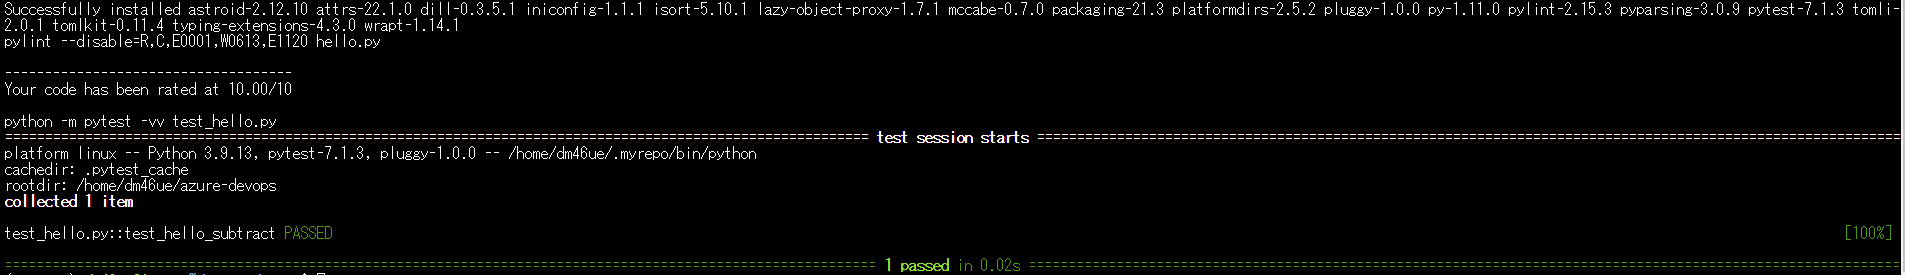 Successfully installed astroid-2.12.10 attrs-22.1.0 dill-0.3.5.1 iniconfig-1.1.1 isort-5.10.1 lazy-object-proxy-1.7.1 mccabe-0.7.0 packaging-21.3 platformdirs-2.5.2 pluggy-1.0.0 py-1.11.0 pylint-2.15.3 pyparsing-3.0.9 pytest-7.1.3 tomli-
2.0.1 tomlkit-0.11.4 typing-extensions-4.3.0 wrapt-1.14.1
pylint --disable=R,C,E0001,W0613,E1120 hello.py
-----------------------------------
Your code has been rated at 10.00/10
python -m pytest -vv test_hello.py
============================== test session starts ==============================
platform linux -- Python 3.9.13, pytest-7.1.3, pluggy-1.0.0 -- /home/dm46ue/.myrepo/bin/python
cachedir: .pytest_cache
rootdir: /home/dm46ue/azure-devops
collected 1 item
test_hello.py::test_hello_subtract PASSED [100%]
============================== 1 passed in 0.02s ==============================